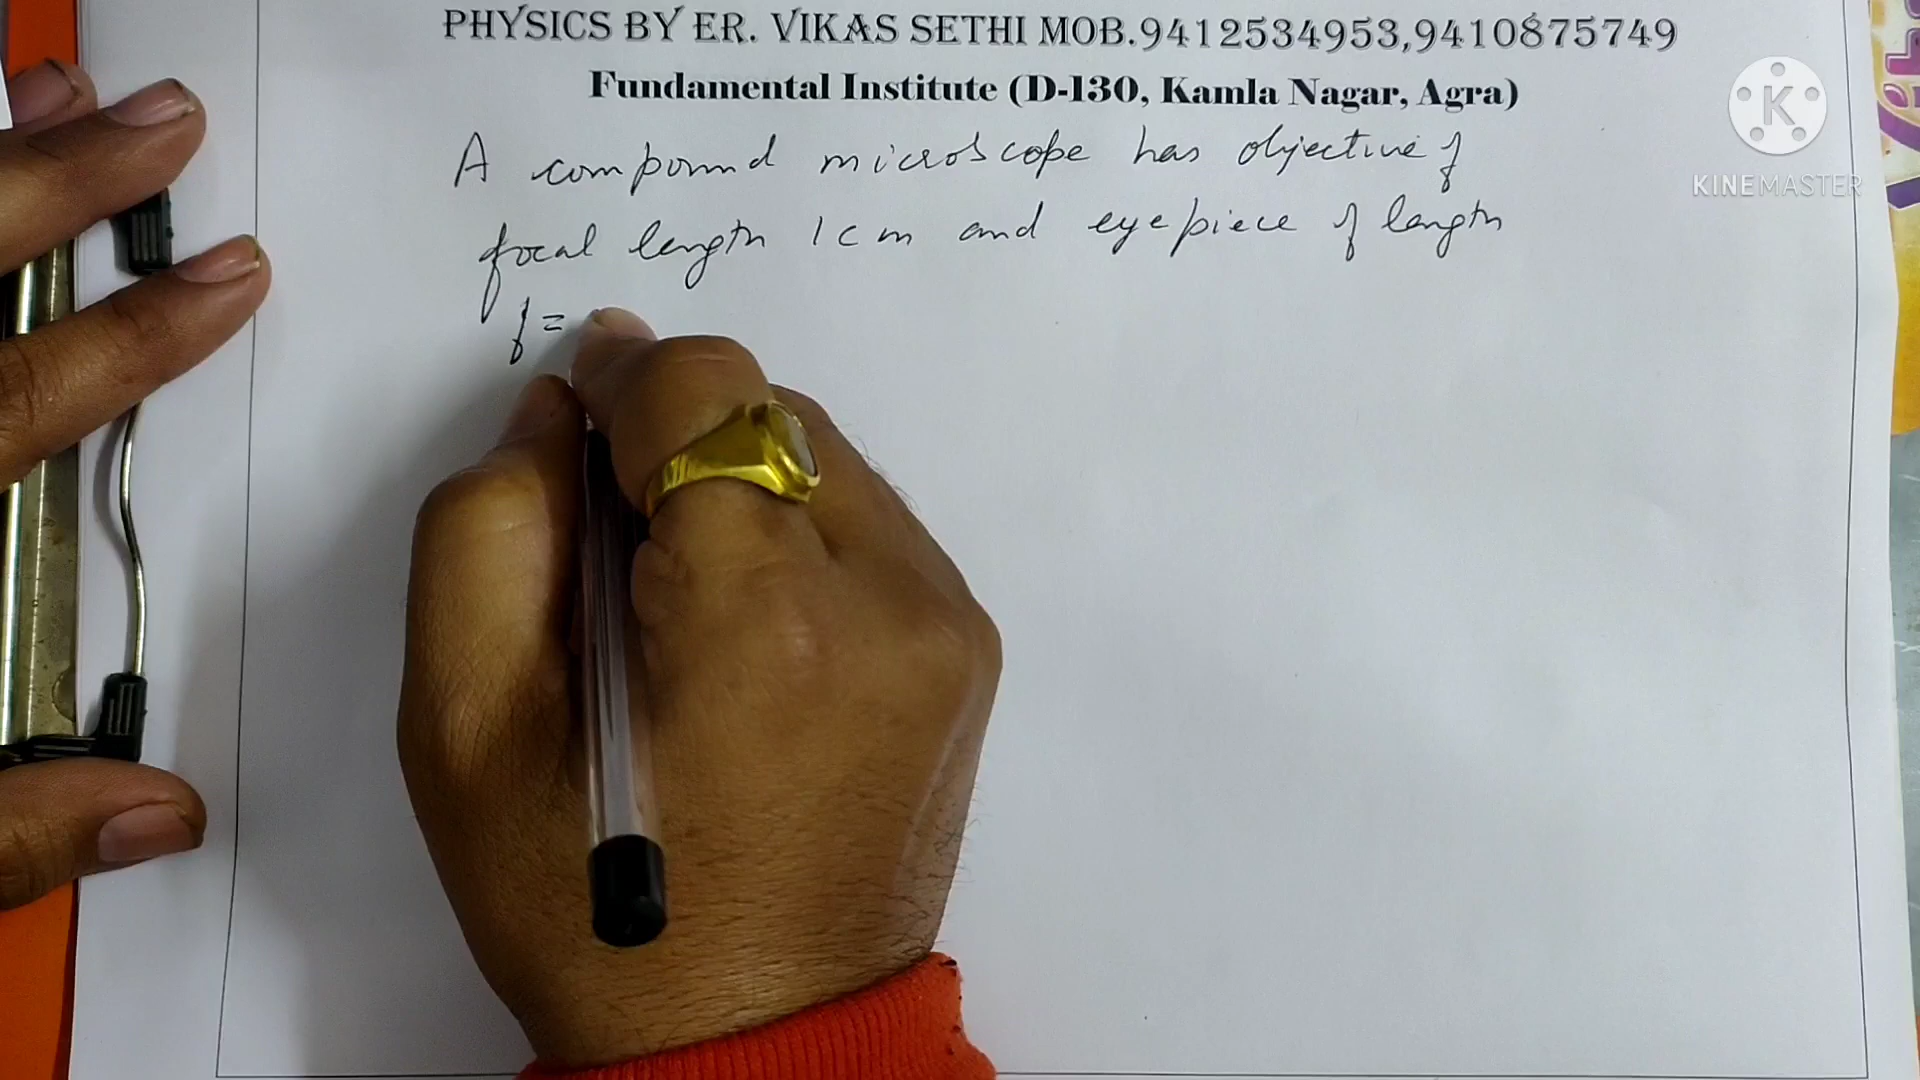 PHYSICS BY ER. VIKAS SETHI MOB.9412534953,9410875749
Fundamental Institute (D-130, Kamla Nagar, Agra)
K
KINEMASTER
A compound microscope has objective of
focal length 1cm and eyepiece of length
f =